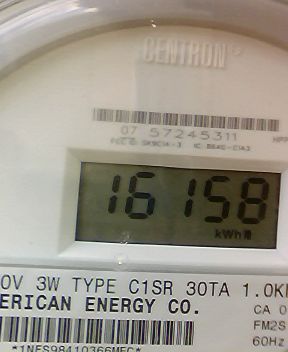 CENTRON®
07 57245311
16158
kWh
0V 3W TYPE C1SR 30TA 1.0K
ERICAN ENERGY CO.
CA 0
FM2S
60Hz